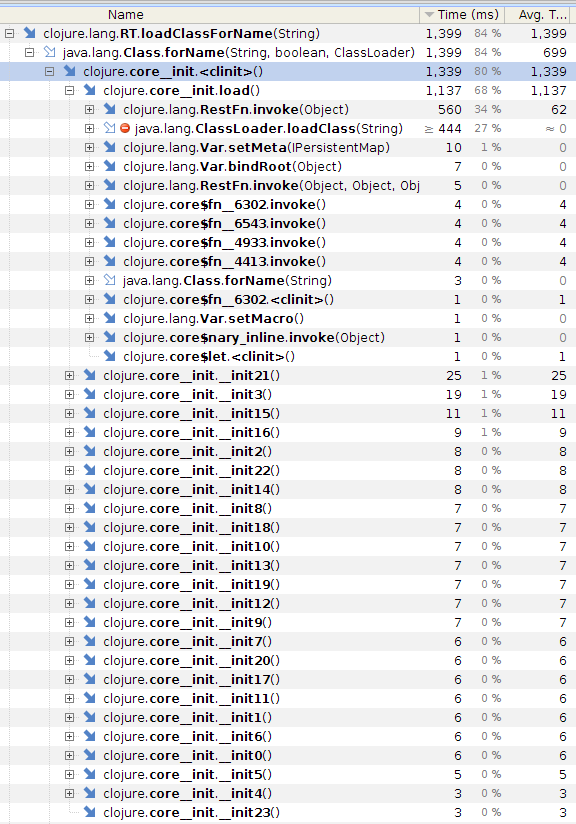 Name Time (ms) Avg. T...
clojure.lang.RT.loadClassForName(String) 1,399 84 % 1,399
java.lang.Class.forName(String, boolean, ClassLoader) 1,399 84 % 699
clojure.core__init.<clinit>() 1,339 80 % 1,339
clojure.core__init.load() 1,137 68 % 1,137
clojure.lang.RestFn.invoke(Object) 560 34 % 62
java.lang.ClassLoader.loadClass(String) ≥ 444 27 % ≈ 0
clojure.lang.Var.setMeta(IPersistentMap) 10 1 % 0
clojure.lang.Var.bindRoot(Object) 7 0 % 0
clojure.lang.RestFn.invoke(Object, Object, Obj 5 0 % 0
clojure.core$fn__6302.invoke() 4 0 % 4
clojure.core$fn__6543.invoke() 4 0 % 4
clojure.core$fn__4933.invoke() 4 0 % 4
clojure.core$fn__4413.invoke() 4 0 % 4
java.lang.Class.forName(String) 3 0 % 0
clojure.core$fn__6302.<clinit>() 1 0 % 1
clojure.lang.Var.setMacro() 1 0 % 0
clojure.core$nary_inline.invoke(Object) 1 0 % 0
clojure.core$let.<clinit>() 1 0 % 1
clojure.core__init.__init21() 25 1 % 25
clojure.core__init.__init3() 19 1 % 19
clojure.core__init.__init15() 11 1 % 11
clojure.core__init.__init16() 9 1 % 9
clojure.core__init.__init2() 8 0 % 8
clojure.core__init.__init22() 8 0 % 8
clojure.core__init.__init14() 8 0 % 8
clojure.core__init.__init8() 7 0 % 7
clojure.core__init.__init18() 7 0 % 7
clojure.core__init.__init10() 7 0 % 7
clojure.core__init.__init13() 7 0 % 7
clojure.core__init.__init19() 7 0 % 7
clojure.core__init.__init12() 7 0 % 7
clojure.core__init.__init9() 7 0 % 7
clojure.core__init.__init7() 6 0 % 6
clojure.core__init.__init20() 6 0 % 6
clojure.core__init.__init17() 6 0 % 6
clojure.core__init.__init11() 6 0 % 6
clojure.core__init.__init1() 6 0 % 6
clojure.core__init.__init6() 6 0 % 6
clojure.core__init.__init0() 6 0 % 6
clojure.core__init.__init5() 5 0 % 5
clojure.core__init.__init4() 3 0 % 3
clojure.core__init.__init23() 3 0 % 3